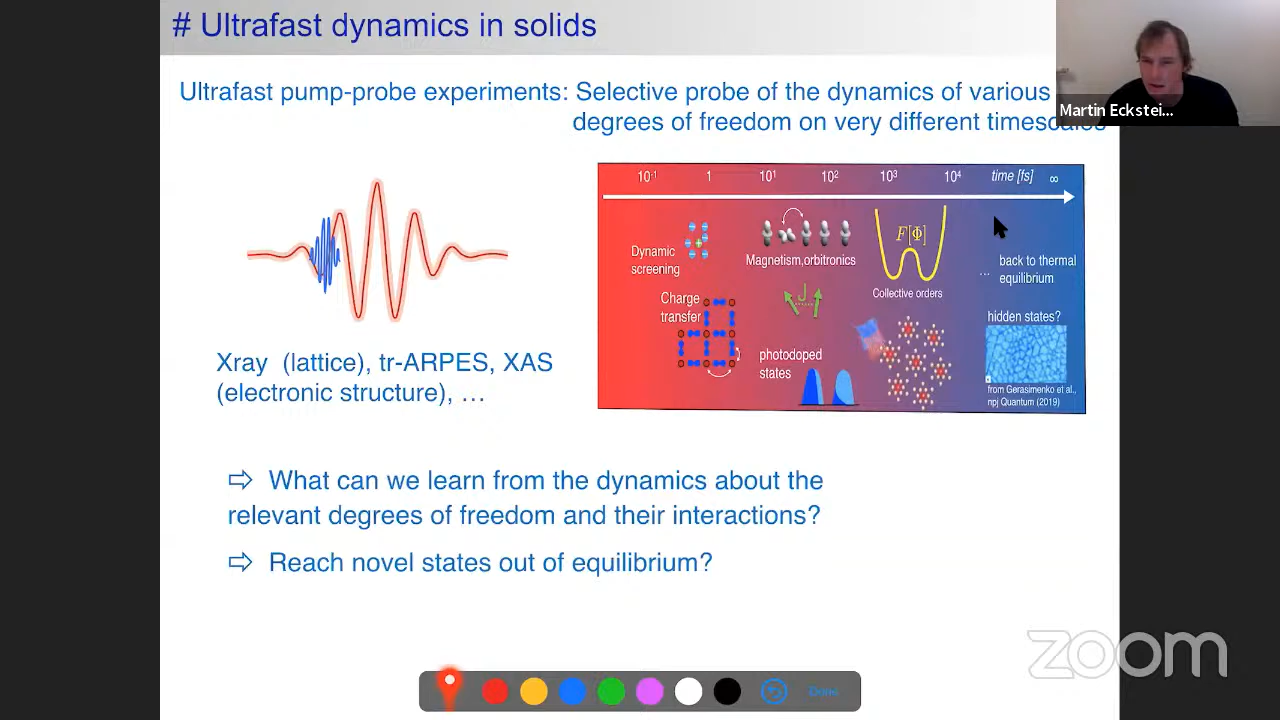 # Ultrafast dynamics in solids
Ultrafast pump-probe experiments: Selective probe of the dynamics of various
degrees of freedom on very different timescales
Martin Eckstei...
10-1 1 101 102 103 104 time [fs] ∞
Dynamic
screening
Magnetism,orbitronics
F[Φ]
Collective orders
... back to thermal
equilibrium
Charge
transfer
J
photodoped
states
hidden states?
from Gerasimenko et al.,
npj Quantum (2019)
Xray (lattice), tr-ARPES, XAS
(electronic structure), …
⇨ What can we learn from the dynamics about the
relevant degrees of freedom and their interactions?
⇨ Reach novel states out of equilibrium?
zoom
Done